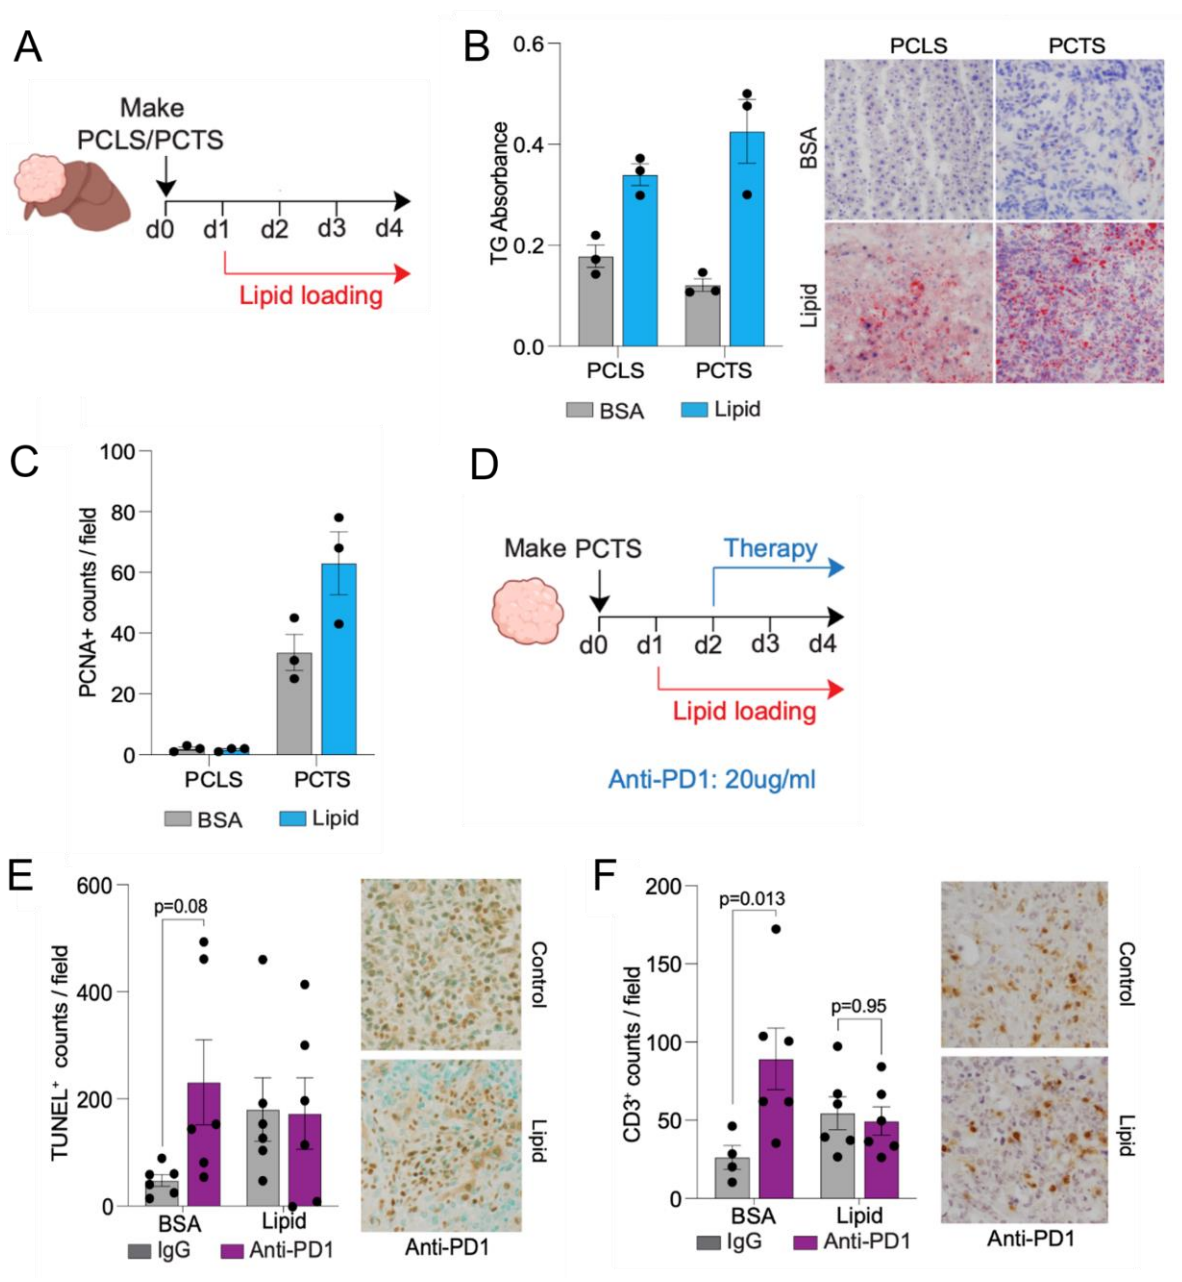 A
Make
PCLS/PCTS
d0 d1 d2 d3 d4
Lipid loading
B
TG Absorbance
0.6
0.4
0.2
0.0
PCLS PCTS
BSA Lipid
PCLS PCTS
BSA
Lipid
C
PCNA+ counts / field
100
80
60
40
20
0
PCLS PCTS
BSA Lipid
D
Make PCTS Therapy
d0 d1 d2 d3 d4
Lipid loading
Anti-PD1: 20ug/ml
E
TUNEL⁺ counts / field
600
400
200
0
p=0.08
BSA Lipid
IgG Anti-PD1
Control
Lipid
Anti-PD1
F
CD3⁺ counts / field
200
150
100
50
0
p=0.013
p=0.95
BSA Lipid
IgG Anti-PD1
Control
Lipid
Anti-PD1